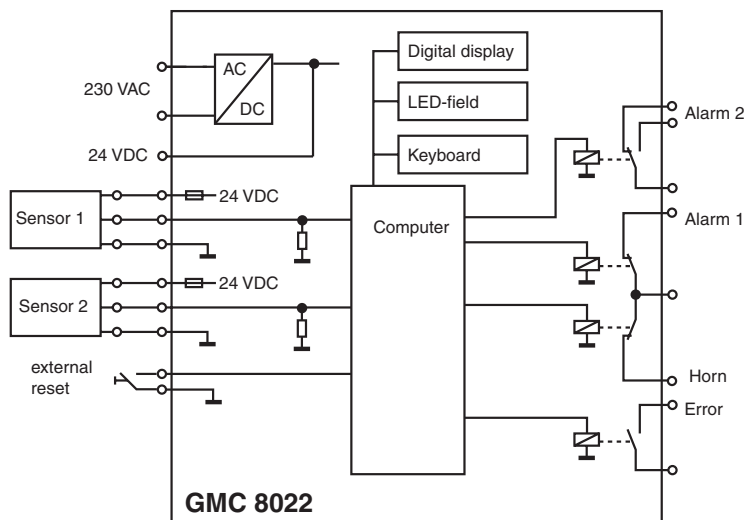 Digital display
AC
DC
230 VAC
LED-field
Alarm 2
24 VDC
Keyboard
24 VDC
Sensor 1
Computer
Alarm 1
24 VDC
Sensor 2
external
reset
Horn
Error
GMC 8022